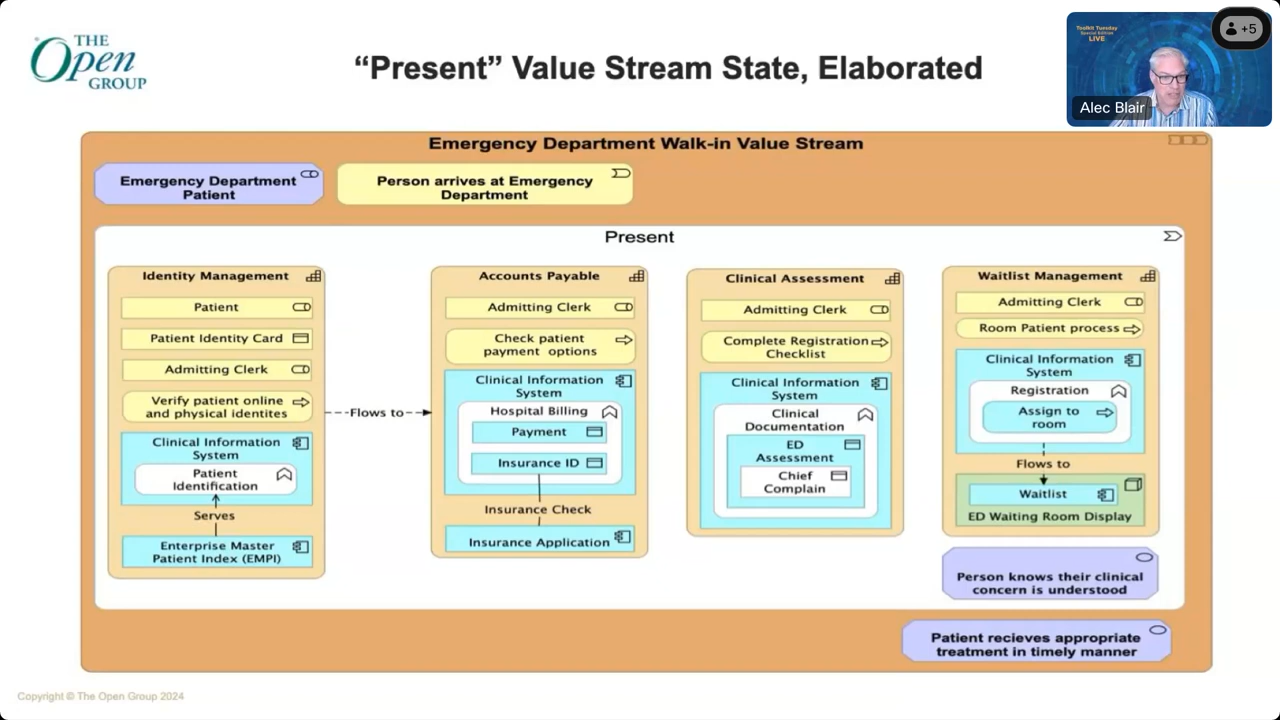 THE
Open
GROUP
“Present” Value Stream State, Elaborated
Toolkit Tuesday
Special Edition
LIVE
+5
Alec Blair
Emergency Department Walk-in Value Stream
Emergency Department
Patient
Person arrives at Emergency
Department
Present
Identity Management
Patient
Patient Identity Card
Admitting Clerk
Verify patient online
and physical identites
Clinical Information
System
Patient
Identification
Serves
Enterprise Master
Patient Index (EMPI)
Flows to
Accounts Payable
Admitting Clerk
Check patient
payment options
Clinical Information
System
Hospital Billing
Payment
Insurance ID
Insurance Check
Insurance Application
Clinical Assessment
Admitting Clerk
Complete Registration
Checklist
Clinical Information
System
Clinical
Documentation
ED
Assessment
Chief
Complain
Waitlist Management
Admitting Clerk
Room Patient process
Clinical Information
System
Registration
Assign to
room
Flows to
Waitlist
ED Waiting Room Display
Person knows their clinical
concern is understood
Patient recieves appropriate
treatment in timely manner
Copyright © The Open Group 2024